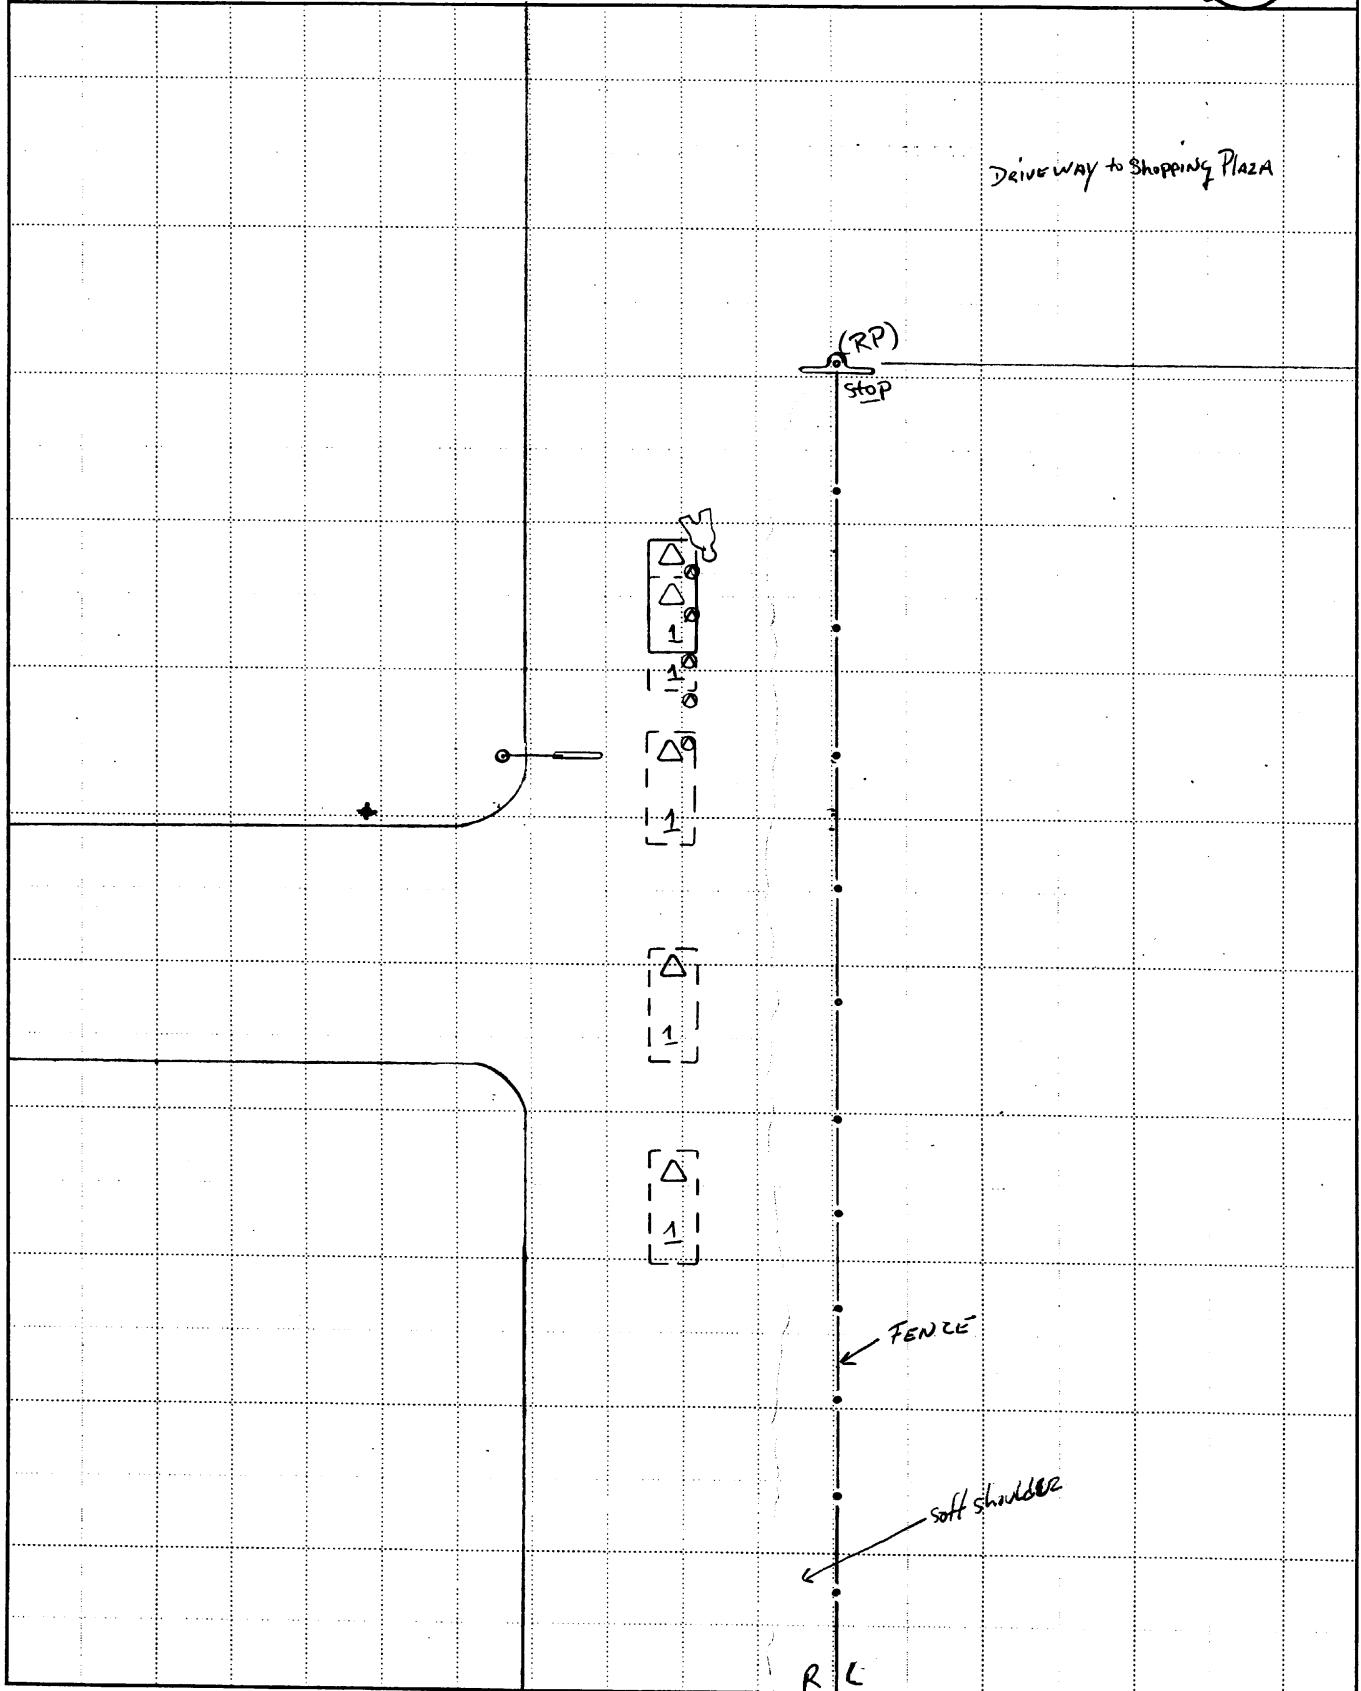 DRIVEWAY to Shopping PLAZA
(RP)
stop
1
1
1
1
1
FENCE
soft shoulder
R L